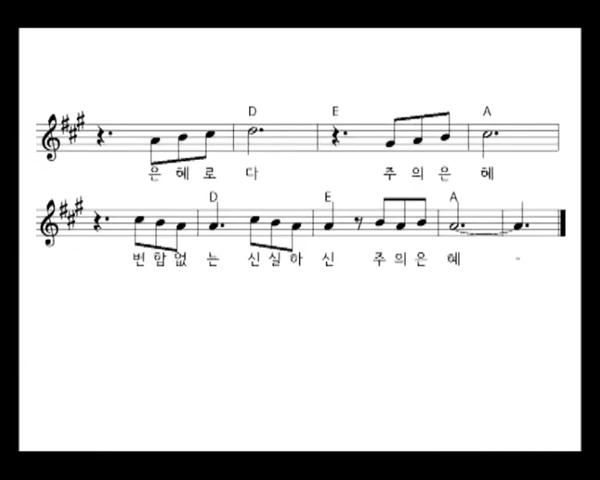 D E A
은 혜 로 다 주 의 은 혜
D E A
변 함 없 는 신 실 하 신 주 의 은 혜 -